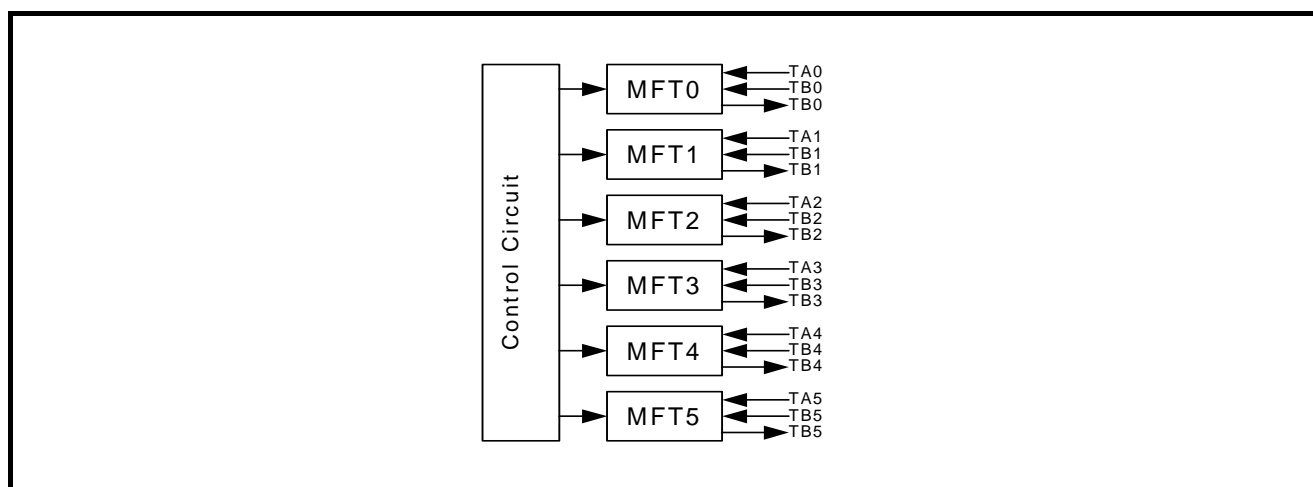 Control Circuit
MFT0
TA0
TB0
TB0
MFT1
TA1
TB1
TB1
MFT2
TA2
TB2
TB2
MFT3
TA3
TB3
TB3
MFT4
TA4
TB4
TB4
MFT5
TA5
TB5
TB5